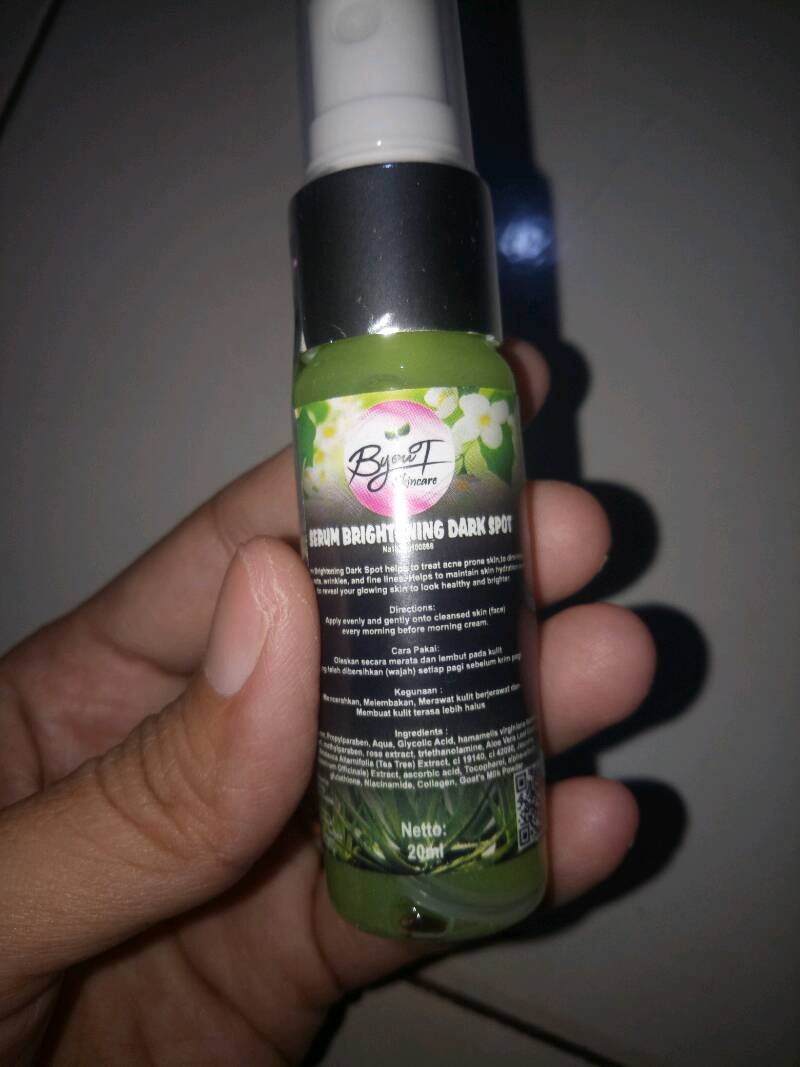 ByouT
Skincare
SERUM BRIGHTENING DARK SPOT
Brightening Dark Spot helps to treat acne prone skin,to
wrinkles, and fine lines. Helps to maintain skin hydration
to reveal your glowing skin to look healthy and brighter.
Directions:
Apply evenly and gently onto cleansed skin (face)
every morning before morning cream.
Cara Pakai:
Oleskan secara merata dan lembut pada kulit
telah dibersihkan (wajah) setiap pagi sebelum krim pagi
Kegunaan :
Mencerahkan, Melembabkan, Merawat kulit berjerawat dan
Membuat kulit terasa lebih halus
Ingredients :
Propylparaben, Aqua, Glycolic Acid, hamamelis virginiana
methylparaben, rose extract, triethanolamine, Aloe Vera Leaf
Alternifolia (Tea Tree) Extract, ci 19140, ci 42090,
Officinale) Extract, ascorbic acid, Tocopherol,
glutathione, Niacinamide, Collagen, Goat's Milk Powder
Netto:
20ml